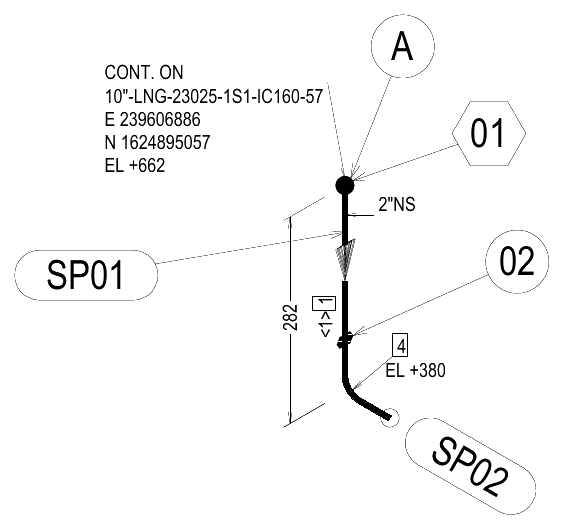 A
CONT. ON
10"-LNG-23025-1S1-IC160-57
E 239606886
N 1624895057
EL +662
01
2"NS
SP01
02
282
<1> 1
4
EL +380
SP02